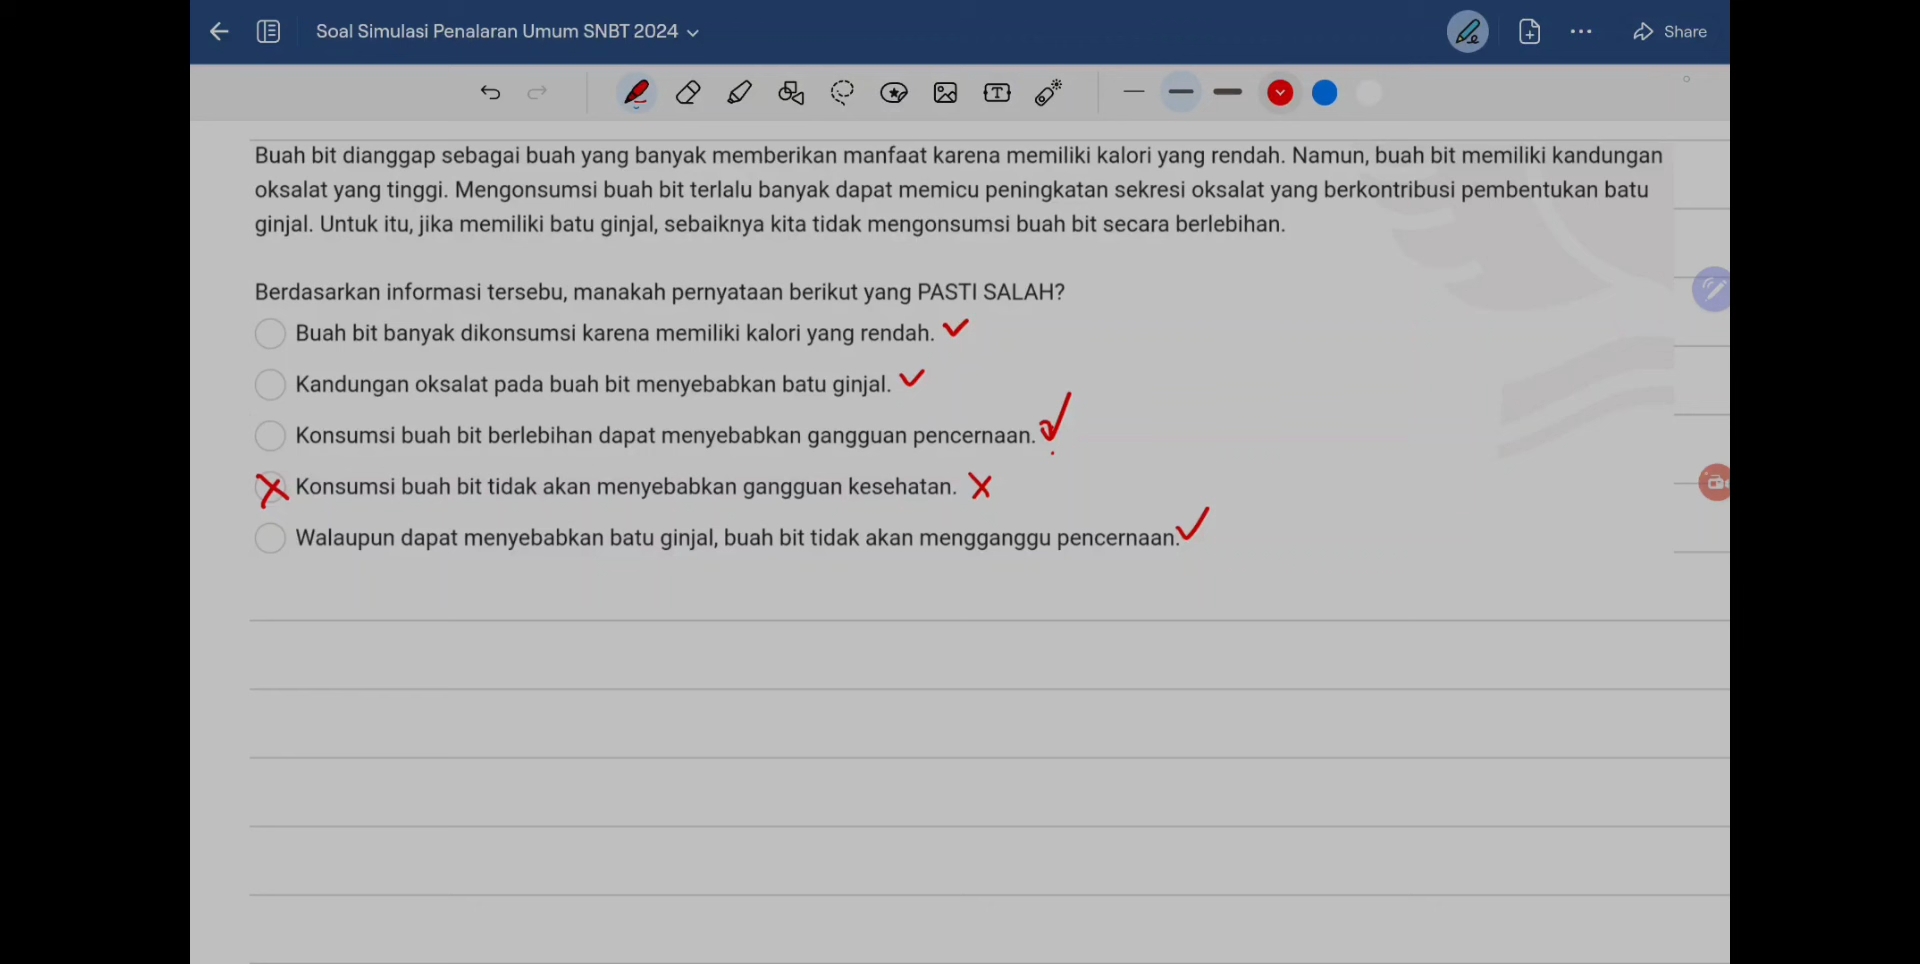 Soal Simulasi Penalaran Umum SNBT 2024
Share
Buah bit dianggap sebagai buah yang banyak memberikan manfaat karena memiliki kalori yang rendah. Namun, buah bit memiliki kandungan
oksalat yang tinggi. Mengonsumsi buah bit terlalu banyak dapat memicu peningkatan sekresi oksalat yang berkontribusi pembentukan batu
ginjal. Untuk itu, jika memiliki batu ginjal, sebaiknya kita tidak mengonsumsi buah bit secara berlebihan.
Berdasarkan informasi tersebut, manakah pernyataan berikut yang PASTI SALAH?
Buah bit banyak dikonsumsi karena memiliki kalori yang rendah.
Kandungan oksalat pada buah bit menyebabkan batu ginjal.
Konsumsi buah bit berlebihan dapat menyebabkan gangguan pencernaan.
Konsumsi buah bit tidak akan menyebabkan gangguan kesehatan.
Walaupun dapat menyebabkan batu ginjal, buah bit tidak akan mengganggu pencernaan.